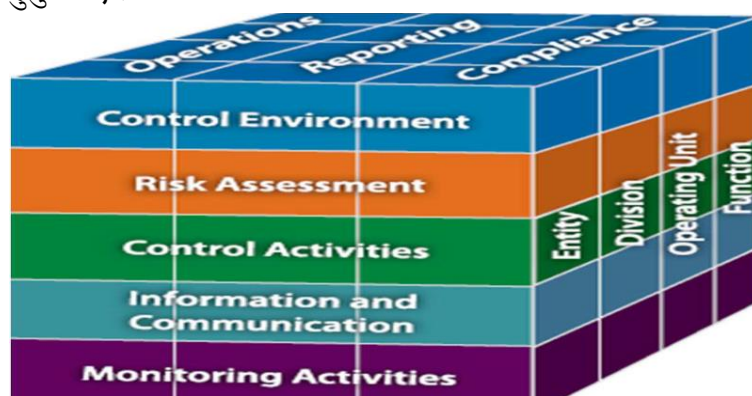 Operations
Reporting
Compliance
Control Environment
Risk Assessment
Control Activities
Information and
Communication
Monitoring Activities
Entity
Division
Operating Unit
Function